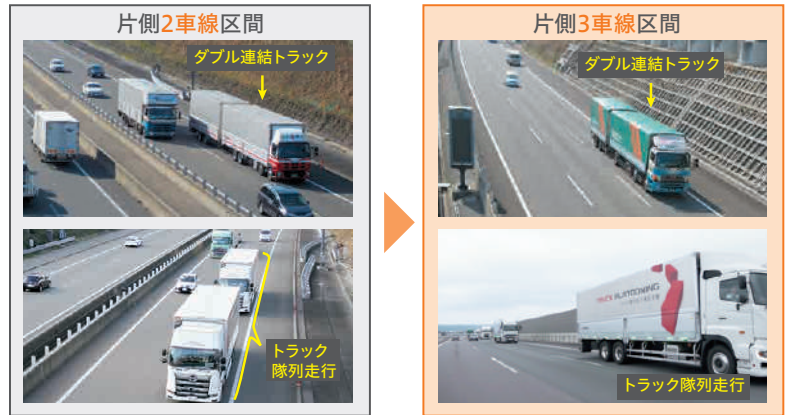 片側2車線区間
ダブル連結トラック
トラック
隊列走行
片側3車線区間
ダブル連結トラック
TRUCK PLATOONING
トラック隊列走行